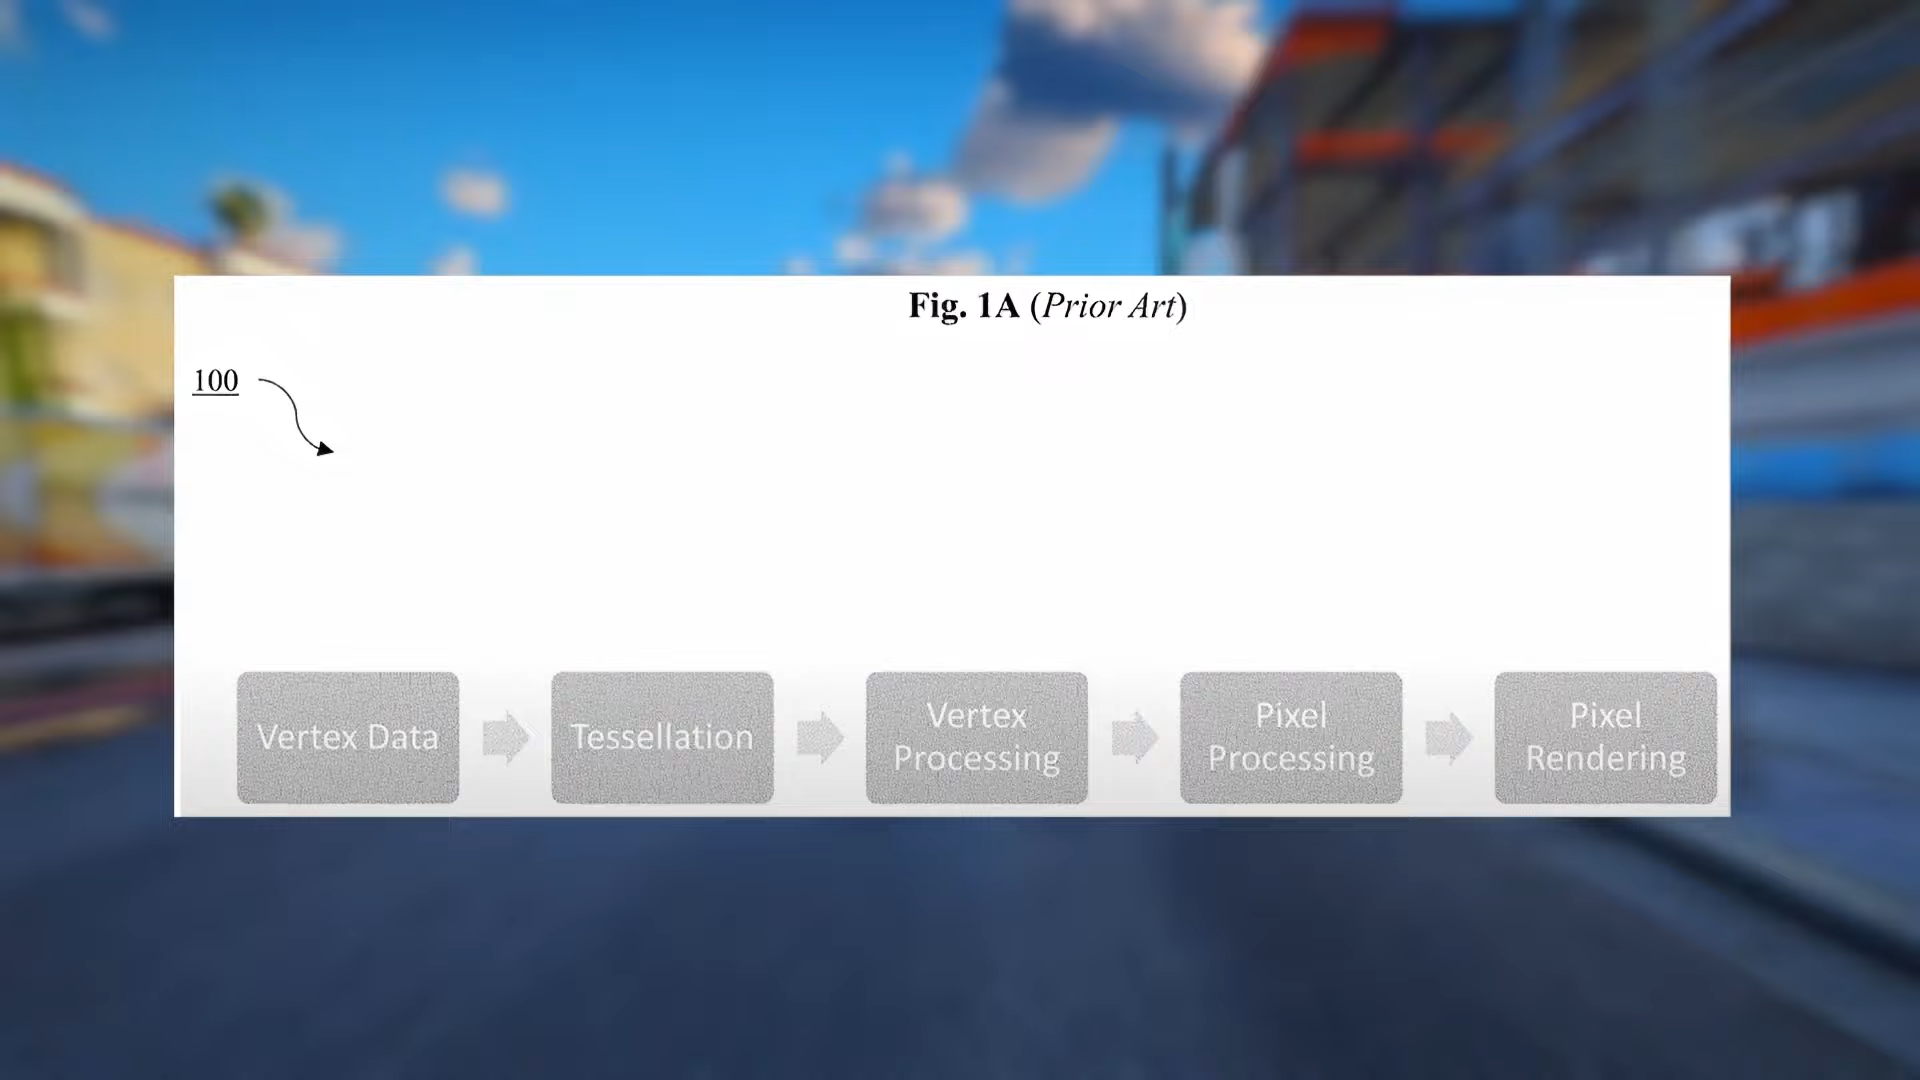 Fig. 1A (Prior Art)
100
Vertex Data
Tessellation
Vertex
Processing
Pixel
Processing
Pixel
Rendering